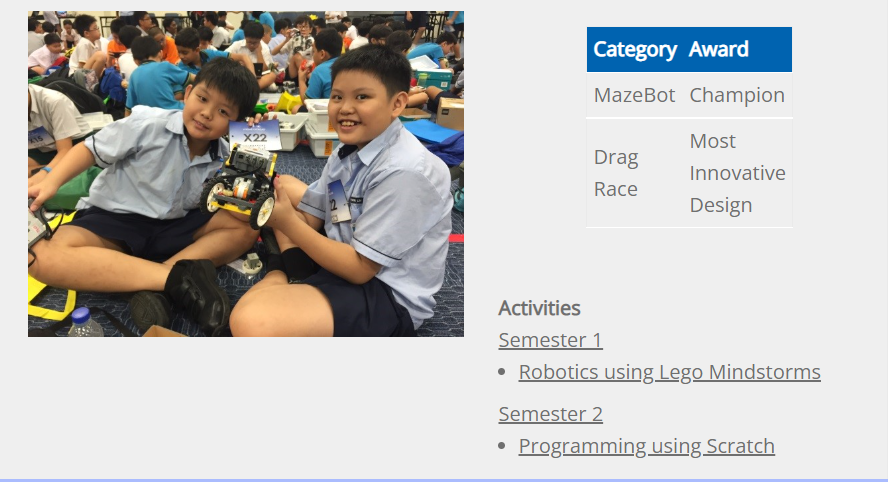 X22
Category Award
MazeBot Champion
Drag Race Most Innovative Design
Activities
Semester 1
Robotics using Lego Mindstorms
Semester 2
Programming using Scratch